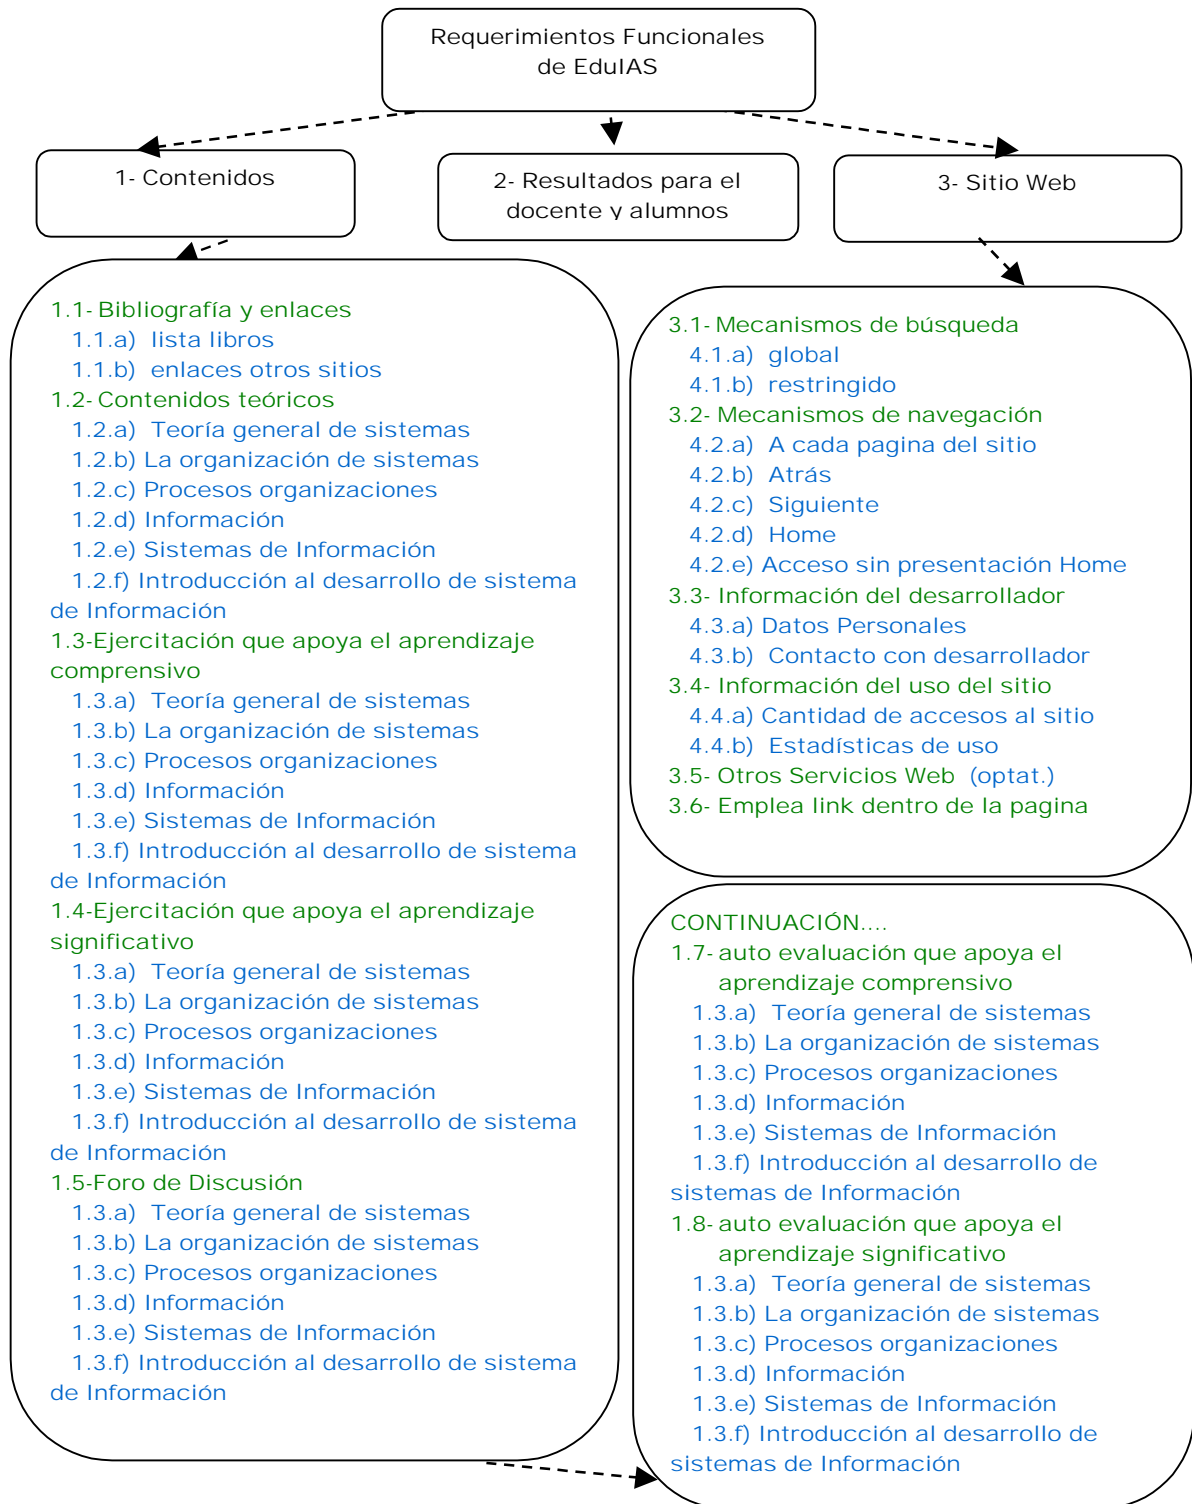 Requerimientos Funcionales
de EduIAS
1- Contenidos
2- Resultados para el
docente y alumnos
3- Sitio Web
1.1- Bibliografía y enlaces
1.1.a) lista libros
1.1.b) enlaces otros sitios
1.2- Contenidos teóricos
1.2.a) Teoría general de sistemas
1.2.b) La organización de sistemas
1.2.c) Procesos organizaciones
1.2.d) Información
1.2.e) Sistemas de Información
1.2.f) Introducción al desarrollo de sistema
de Información
1.3-Ejercitación que apoya el aprendizaje
comprensivo
1.3.a) Teoría general de sistemas
1.3.b) La organización de sistemas
1.3.c) Procesos organizaciones
1.3.d) Información
1.3.e) Sistemas de Información
1.3.f) Introducción al desarrollo de sistema
de Información
1.4-Ejercitación que apoya el aprendizaje
significativo
1.3.a) Teoría general de sistemas
1.3.b) La organización de sistemas
1.3.c) Procesos organizaciones
1.3.d) Información
1.3.e) Sistemas de Información
1.3.f) Introducción al desarrollo de sistema
de Información
1.5-Foro de Discusión
1.3.a) Teoría general de sistemas
1.3.b) La organización de sistemas
1.3.c) Procesos organizaciones
1.3.d) Información
1.3.e) Sistemas de Información
1.3.f) Introducción al desarrollo de sistema
de Información
3.1- Mecanismos de búsqueda
4.1.a) global
4.1.b) restringido
3.2- Mecanismos de navegación
4.2.a) A cada pagina del sitio
4.2.b) Atrás
4.2.c) Siguiente
4.2.d) Home
4.2.e) Acceso sin presentación Home
3.3- Información del desarrollador
4.3.a) Datos Personales
4.3.b) Contacto con desarrollador
3.4- Información del uso del sitio
4.4.a) Cantidad de accesos al sitio
4.4.b) Estadísticas de uso
3.5- Otros Servicios Web (optat.)
3.6- Emplea link dentro de la pagina
CONTINUACIÓN....
1.7- auto evaluación que apoya el
aprendizaje comprensivo
1.3.a) Teoría general de sistemas
1.3.b) La organización de sistemas
1.3.c) Procesos organizaciones
1.3.d) Información
1.3.e) Sistemas de Información
1.3.f) Introducción al desarrollo de
sistemas de Información
1.8- auto evaluación que apoya el
aprendizaje significativo
1.3.a) Teoría general de sistemas
1.3.b) La organización de sistemas
1.3.c) Procesos organizaciones
1.3.d) Información
1.3.e) Sistemas de Información
1.3.f) Introducción al desarrollo de
sistemas de Información